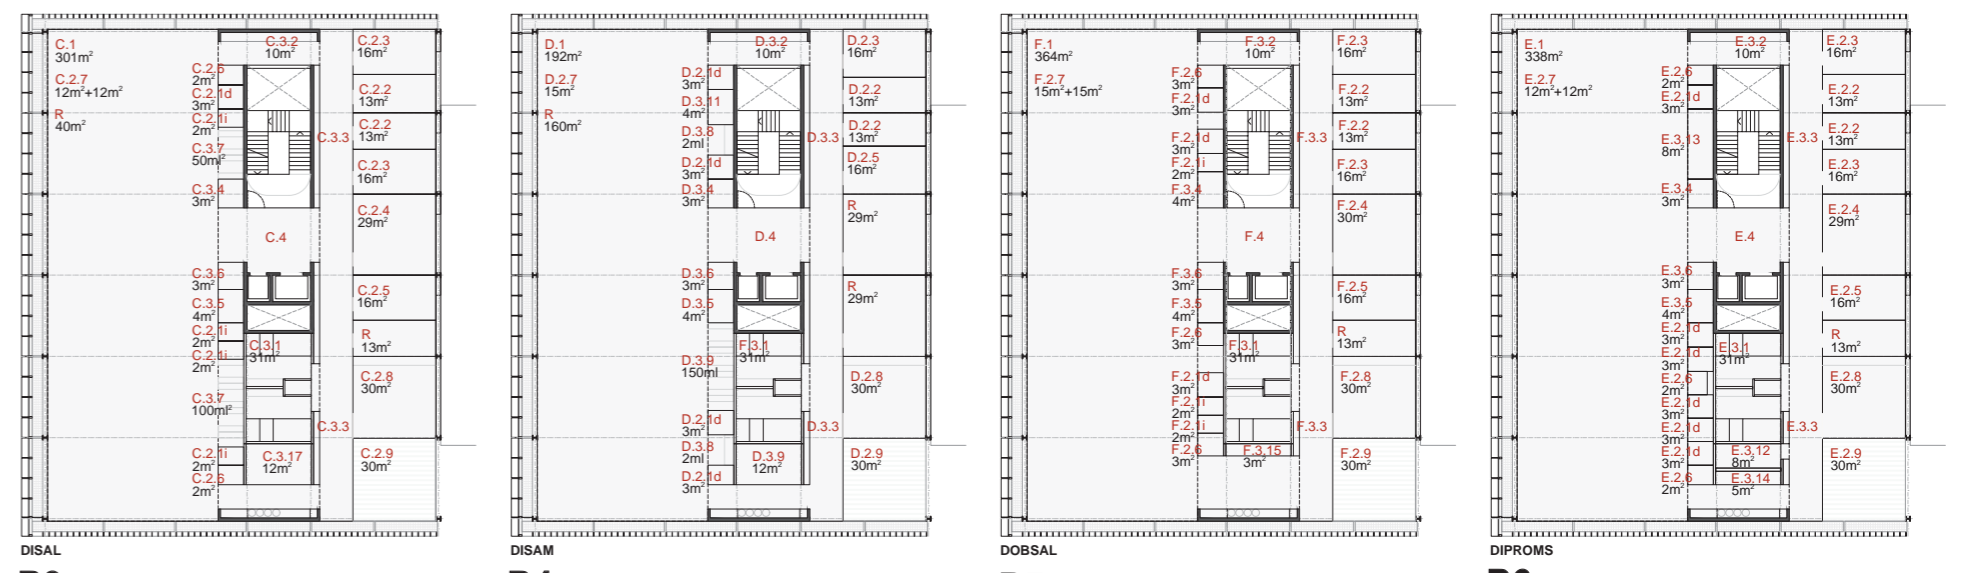 C.1
301m²
C.2.7
12m²+12m²
R
40m²
C.2.6
2m²
C.2.1d
3m²
C.2.1i
2m²
C.3.7
50ml²
C.3.4
3m²
C.3.6
3m²
C.3.5
4m²
C.2.1i
2m²
C.2.1i
2m²
C.3.7
100ml²
C.2.1i
2m²
C.2.6
2m²
C.3.2
10m²
C.3.3
C.4
C.3.1
31m²
C.3.3
C.3.17
12m²
C.2.3
16m²
C.2.2
13m²
C.2.2
13m²
C.2.3
16m²
C.2.4
29m²
C.2.5
16m²
R
13m²
C.2.8
30m²
C.2.9
30m²
DISAL
D.1
192m²
D.2.7
15m²
R
160m²
D.2.1d
3m²
D.3.11
4m²
D.3.8
2ml
D.2.1d
3m²
D.3.4
3m²
D.3.6
3m²
D.3.5
4m²
D.3.9
150ml
D.2.1d
3m²
D.3.8
2ml
D.2.1d
3m²
D.3.2
10m²
D.3.3
D.4
F.3.1
31m²
D.3.3
D.3.9
12m²
D.2.3
16m²
D.2.2
13m²
D.2.2
13m²
D.2.5
16m²
R
29m²
R
29m²
D.2.8
30m²
D.2.9
30m²
DISAM
F.1
364m²
F.2.7
15m²+15m²
F.2.6
3m²
F.2.1d
3m²
F.2.1d
3m²
F.2.1i
2m²
F.3.4
4m²
F.3.6
3m²
F.3.5
4m²
F.2.6
3m²
F.2.1d
3m²
F.2.1i
2m²
F.2.1i
2m²
F.2.6
3m²
F.3.2
10m²
F.3.3
F.4
F.3.1
31m²
F.3.3
F.3.15
3m²
F.2.3
16m²
F.2.2
13m²
F.2.2
13m²
F.2.3
16m²
F.2.4
30m²
F.2.5
16m²
R
13m²
F.2.8
30m²
F.2.9
30m²
DOBSAL
E.1
338m²
E.2.7
12m²+12m²
E.2.6
2m²
E.2.1d
3m²
E.3.13
8m²
E.3.4
3m²
E.3.6
3m²
E.3.5
4m²
E.2.1d
3m²
E.2.1d
3m²
E.2.6
2m²
E.2.1d
3m²
E.2.1d
3m²
E.2.1d
3m²
E.2.6
2m²
E.3.2
10m²
E.3.3
E.4
E.3.1
31m²
E.3.3
E.3.12
8m²
E.3.14
5m²
E.2.3
16m²
E.2.2
13m²
E.2.2
13m²
E.2.3
16m²
E.2.4
29m²
E.2.5
16m²
R
13m²
E.2.8
30m²
E.2.9
30m²
DIPROMS